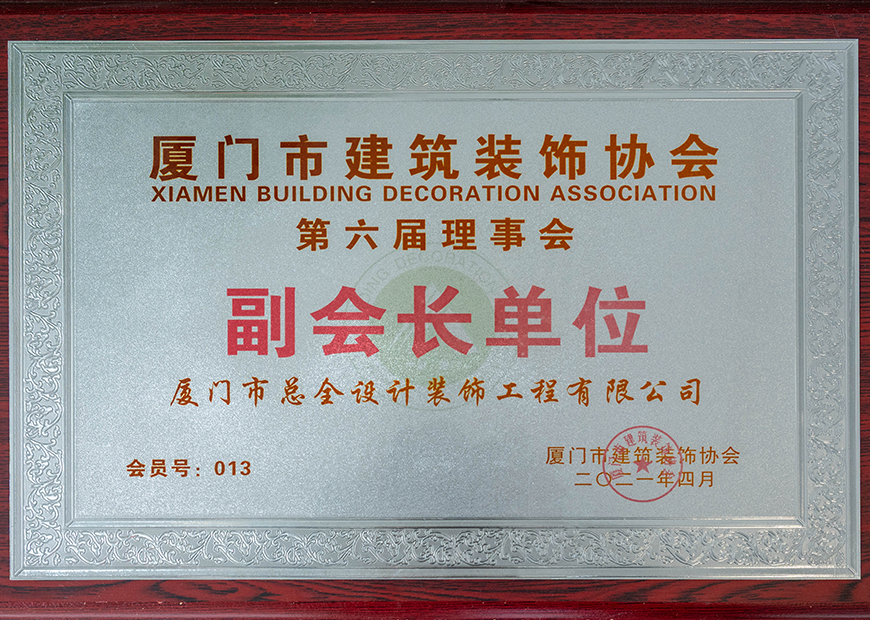 厦门市建筑装饰协会
XIAMEN BUILDING DECORATION ASSOCIATION
第六届理事会
副会长单位
厦门市总全设计装饰工程有限公司
会员号：013
厦门市建筑装饰协会
二〇二一年四月